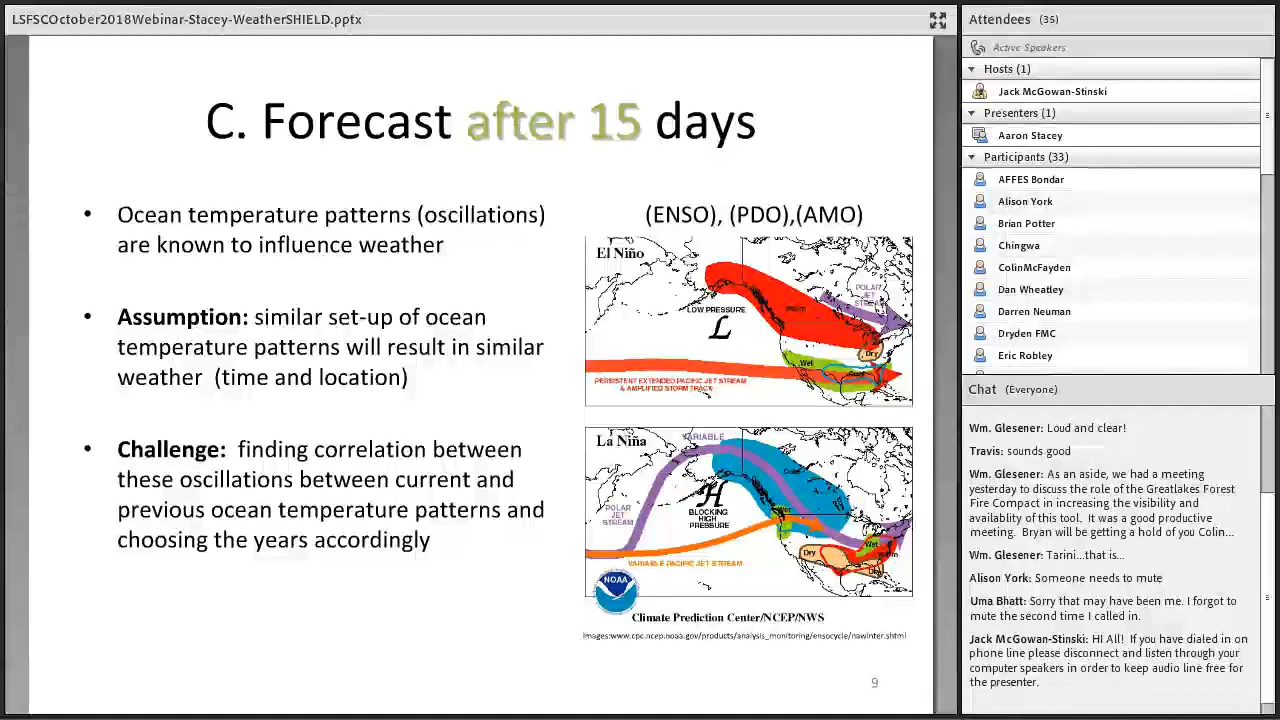 LSFSCOctober2018Webinar-Stacey-WeatherSHIELD.pptx
C. Forecast after 15 days
• Ocean temperature patterns (oscillations)
are known to influence weather
• Assumption: similar set-up of ocean
temperature patterns will result in similar
weather (time and location)
• Challenge: finding correlation between
these oscillations between current and
previous ocean temperature patterns and
choosing the years accordingly
(ENSO), (PDO),(AMO)
El Niño
POLAR
JET
STREAM
LOW PRESSURE
L
Warm
Dry
Wet
PERSISTENT EXTENDED PACIFIC JET STREAM
& AMPLIFIED STORM TRACK
La Niña
VARIABLE
Cold
H
BLOCKING
HIGH
PRESSURE
POLAR
JET
STREAM
Wet
Wet
Dry
Dry
VARIABLE PACIFIC JET STREAM
NOAA
Climate Prediction Center/NCEP/NWS
Images:www.cpc.ncep.noaa.gov/products/analysis_monitoring/ensocycle/nawinter.shtml
9
Attendees (35)
Active Speakers
Hosts (1)
Jack McGowan-Stinski
Presenters (1)
Aaron Stacey
Participants (33)
AFFES Bondar
Alison York
Brian Potter
Chingwa
ColinMcFayden
Dan Wheatley
Darren Neuman
Dryden FMC
Eric Robley
Chat (Everyone)
Wm. Glesener: Loud and clear!
Travis: sounds good
Wm. Glesener: As an aside, we had a meeting
yesterday to discuss the role of the Greatlakes Forest
Fire Compact in increasing the visibility and
availablity of this tool. It was a good productive
meeting. Bryan will be getting a hold of you Colin...
Wm. Glesener: Tarini...that is...
Alison York: Someone needs to mute
Uma Bhatt: Sorry that may have been me. I forgot to
mute the second time I called in.
Jack McGowan-Stinski: HI All! If you have dialed in on
phone line please disconnect and listen through your
computer speakers in order to keep audio line free for
the presenter.